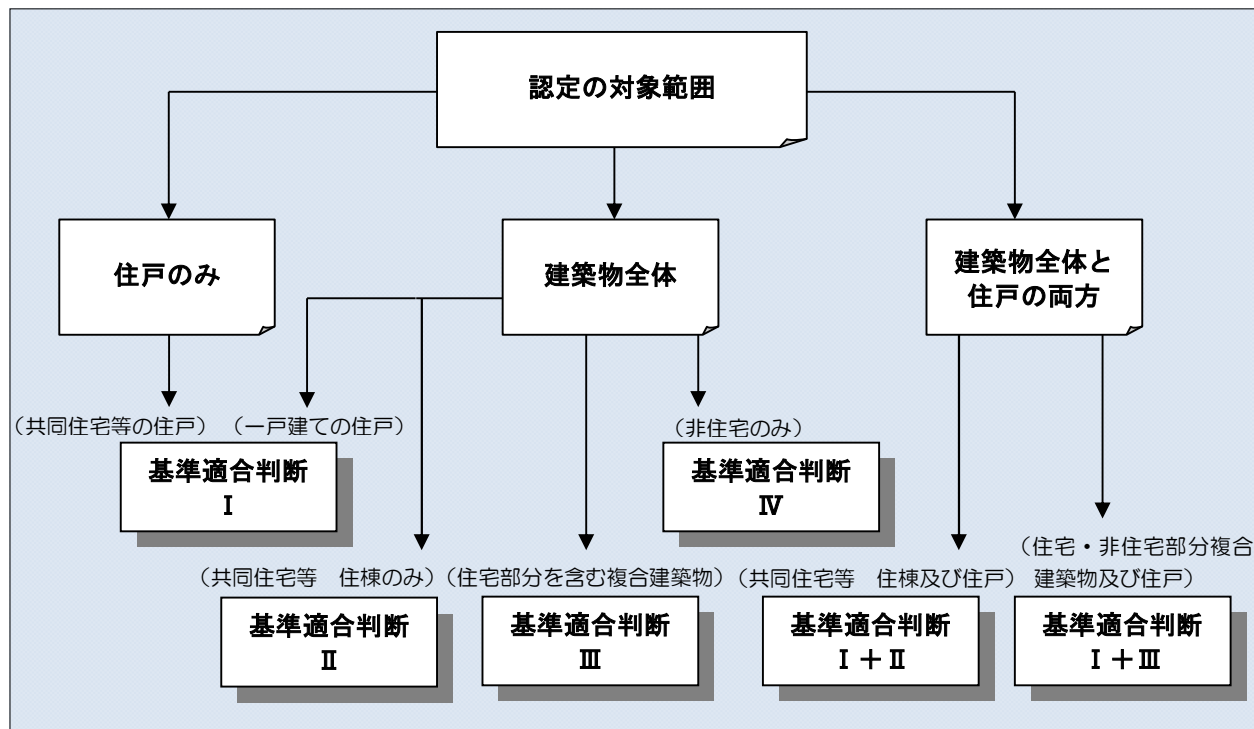 認定の対象範囲
住戸のみ
建築物全体
建築物全体と
住戸の両方
（共同住宅等の住戸）
（一戸建ての住戸）
（非住宅のみ）
基準適合判断
Ⅰ
基準適合判断
Ⅳ
（共同住宅等　住棟のみ）
（住宅部分を含む複合建築物）
（共同住宅等　住棟及び住戸）
（住宅・非住宅部分複合
建築物及び住戸）
基準適合判断
Ⅱ
基準適合判断
Ⅲ
基準適合判断
Ⅰ＋Ⅱ
基準適合判断
Ⅰ＋Ⅲ